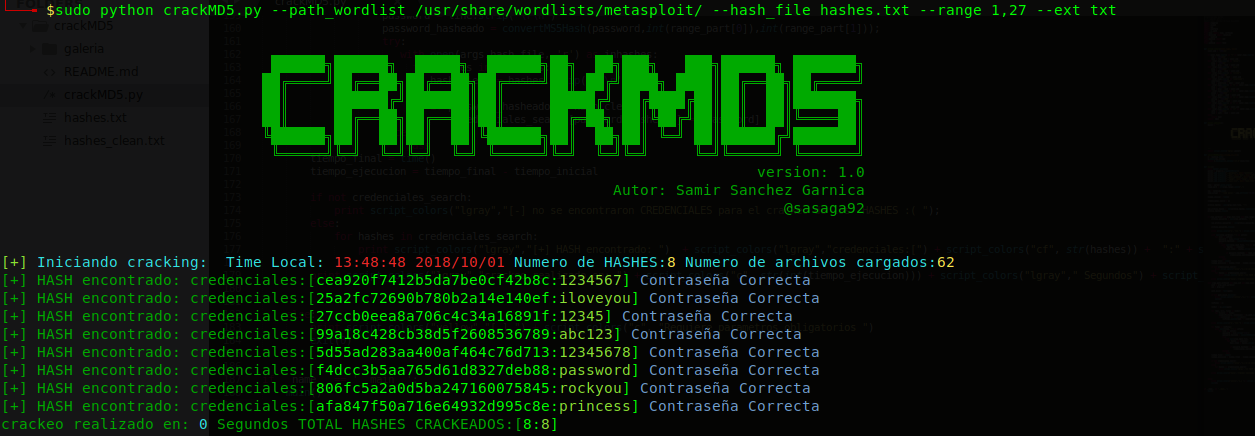 $sudo python crackMD5.py --path_wordlist /usr/share/wordlists/metasploit/ --hash_file hashes.txt --range 1,27 --ext txt
crackMD5
galeria
README.md
crackMD5.py
hashes.txt
hashes_clean.txt
CRACKMD5
version: 1.0
Autor: Samir Sanchez Garnica
@sasaga92
[+] Iniciando cracking:  Time Local: 13:48:48 2018/10/01 Numero de HASHES:8 Numero de archivos cargados:62
[+] HASH encontrado: credenciales:[cea920f7412b5da7be0cf42b8c:1234567] Contraseña Correcta
[+] HASH encontrado: credenciales:[25a2fc72690b780b2a14e140ef:iloveyou] Contraseña Correcta
[+] HASH encontrado: credenciales:[27ccb0eea8a706c4c34a16891f:12345] Contraseña Correcta
[+] HASH encontrado: credenciales:[99a18c428cb38d5f2608536789:abc123] Contraseña Correcta
[+] HASH encontrado: credenciales:[5d55ad283aa400af464c76d713:12345678] Contraseña Correcta
[+] HASH encontrado: credenciales:[f4dcc3b5aa765d61d8327deb88:password] Contraseña Correcta
[+] HASH encontrado: credenciales:[806fc5a2a0d5ba247160075845:rockyou] Contraseña Correcta
[+] HASH encontrado: credenciales:[afa847f50a716e64932d995c8e:princess] Contraseña Correcta
crackeo realizado en: 0 Segundos TOTAL HASHES CRACKEADOS:[8:8]